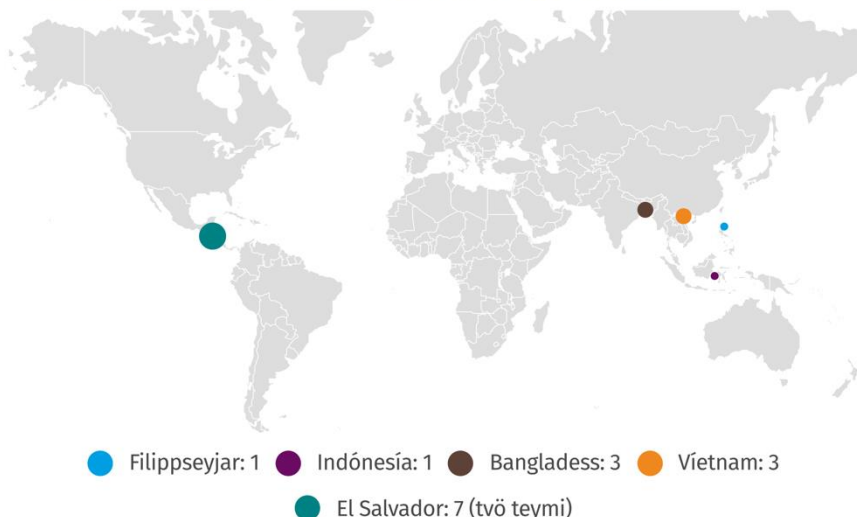 Filippseyjar: 1 Indónesía: 1 Bangladess: 3 Víetnam: 3
El Salvador: 7 (tvö teymi)